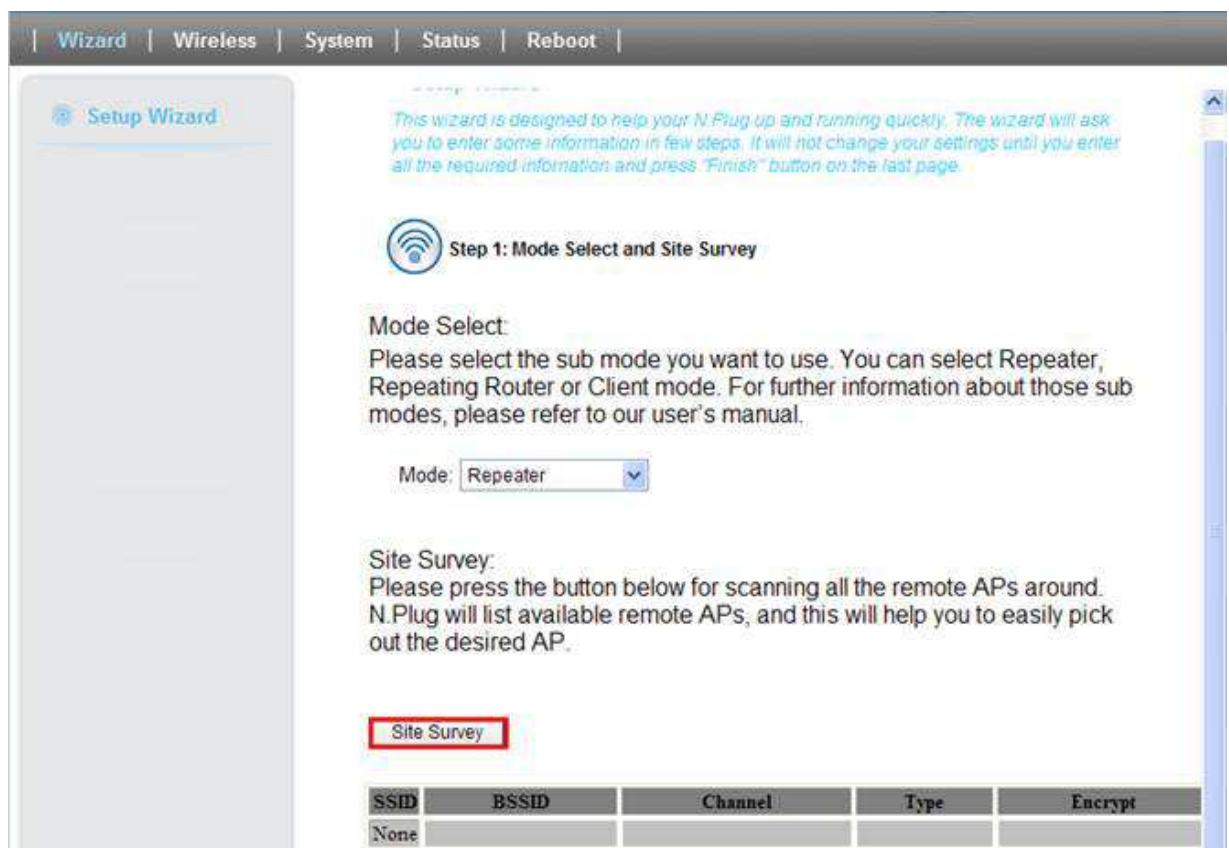 | Wizard | Wireless | System | Status | Reboot |
Setup Wizard
This wizard is designed to help your N.Plug up and running quickly. The wizard will ask
you to enter some information in few steps. It will not change your settings until you enter
all the required information and press "Finish" button on the last page.
Step 1: Mode Select and Site Survey
Mode Select:
Please select the sub mode you want to use. You can select Repeater,
Repeating Router or Client mode. For further information about those sub
modes, please refer to our user's manual.
Mode: Repeater
Site Survey:
Please press the button below for scanning all the remote APs around.
N.Plug will list available remote APs, and this will help you to easily pick
out the desired AP.
Site Survey
SSID BSSID Channel Type Encrypt
None